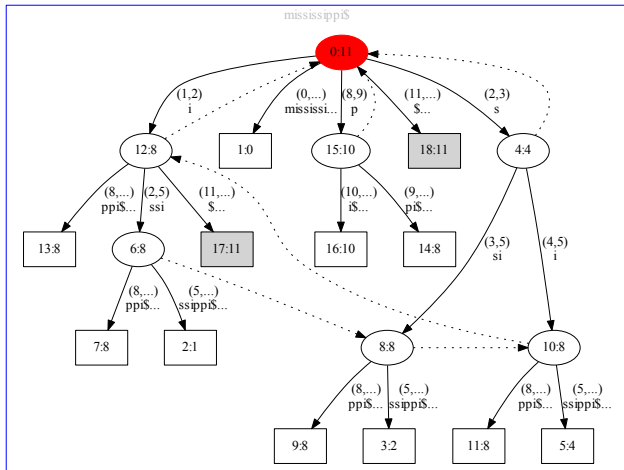 mississippi$
0:11
(1,2)
i
(0,...)
mississi...
(8,9)
p
(11,...)
$...
(2,3)
s
12:8
1:0
15:10
18:11
4:4
(8,...)
ppi$...
(2,5)
ssi
(11,...)
$...
(10,...)
i$...
(9,...)
pi$...
(3,5)
si
(4,5)
i
13:8
6:8
17:11
16:10
14:8
(8,...)
ppi$...
(5,...)
ssippi$...
7:8
2:1
8:8
10:8
(8,...)
ppi$...
(5,...)
ssippi$...
(8,...)
ppi$...
(5,...)
ssippi$...
9:8
3:2
11:8
5:4